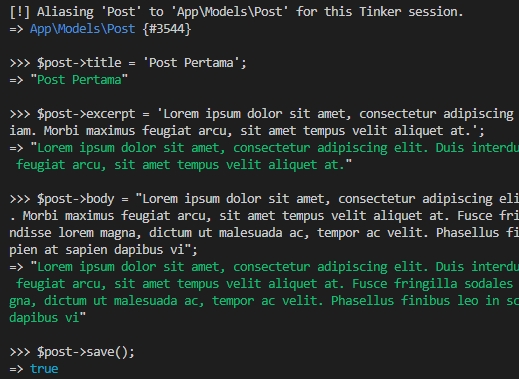 [!] Aliasing 'Post' to 'App\Models\Post' for this Tinker session.
=> App\Models\Post {#3544}
>>> $post->title = 'Post Pertama';
=> "Post Pertama"
>>> $post->excerpt = 'Lorem ipsum dolor sit amet, consectetur adipiscing
iam. Morbi maximus feugiat arcu, sit amet tempus velit aliquet at.';
=> "Lorem ipsum dolor sit amet, consectetur adipiscing elit. Duis interdu
feugiat arcu, sit amet tempus velit aliquet at."
>>> $post->body = "Lorem ipsum dolor sit amet, consectetur adipiscing eli
. Morbi maximus feugiat arcu, sit amet tempus velit aliquet at. Fusce fri
ndisse lorem magna, dictum ut malesuada ac, tempor ac velit. Phasellus fi
pien at sapien dapibus vi";
=> "Lorem ipsum dolor sit amet, consectetur adipiscing elit. Duis interdu
feugiat arcu, sit amet tempus velit aliquet at. Fusce fringilla sodales
gna, dictum ut malesuada ac, tempor ac velit. Phasellus finibus leo in sc
dapibus vi"
>>> $post->save();
=> true